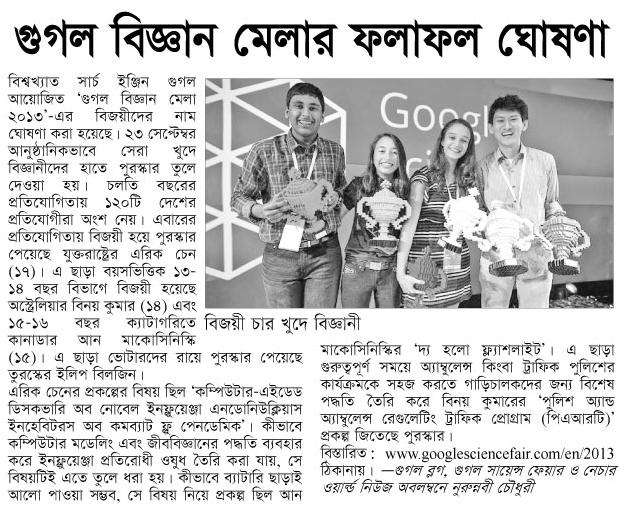 গুগল বিজ্ঞান মেলার ফলাফল ঘোষণা
বিশ্বখ্যাত সার্চ ইঞ্জিন গুগল
আয়োজিত ‘গুগল বিজ্ঞান মেলা
২০১৩’-এর বিজয়ীদের নাম
ঘোষণা করা হয়েছে। ২৩ সেপ্টেম্বর
আনুষ্ঠানিকভাবে সেরা খুদে
বিজ্ঞানীদের হাতে পুরস্কার তুলে
দেওয়া হয়। চলতি বছরের
প্রতিযোগিতায় ১২০টি দেশের
প্রতিযোগীরা অংশ নেয়। এবারের
প্রতিযোগিতায় বিজয়ী হয়ে পুরস্কার
পেয়েছে যুক্তরাষ্ট্রের এরিক চেন
(১৭)। এ ছাড়া বয়সভিত্তিক ১৩-
১৪ বছর বিভাগে বিজয়ী হয়েছে
অস্ট্রেলিয়ার বিনয় কুমার (১৪) এবং
১৫-১৬ বছর ক্যাটাগরিতে
কানাডার আন মাকোসিনিস্কি
(১৫)। এ ছাড়া ভোটারদের রায়ে পুরস্কার পেয়েছে
তুরস্কের ইলিপ বিলজিন।
এরিক চেনের প্রকল্পের বিষয় ছিল ‘কম্পিউটার-এইডেড
ডিসকভারি অব নোবেল ইনফ্লুয়েঞ্জা এনডোনিউক্লিয়াস
ইনহেবিটরস অব কমব্যাট ফ্লু পেনডেমিক’। কীভাবে
কম্পিউটার মডেলিং এবং জীববিজ্ঞানের পদ্ধতি ব্যবহার
করে ইনফ্লুয়েঞ্জা প্রতিরোধী ওষুধ তৈরি করা যায়, সে
বিষয়টিই এতে তুলে ধরা হয়। কীভাবে ব্যাটারি ছাড়াই
আলো পাওয়া সম্ভব, সে বিষয় নিয়ে প্রকল্প ছিল আন
Google
Scien
বিজয়ী চার খুদে বিজ্ঞানী
মাকোসিনিস্কির ‘দ্য হলো ফ্ল্যাশলাইট’। এ ছাড়া
গুরুত্বপূর্ণ সময়ে অ্যাম্বুলেন্স কিংবা ট্রাফিক পুলিশের
কার্যক্রমকে সহজ করতে গাড়িচালকদের জন্য বিশেষ
পদ্ধতি তৈরি করে বিনয় কুমারের ‘পুলিশ অ্যান্ড
অ্যাম্বুলেন্স রেগুলেটিং ট্রাফিক প্রোগ্রাম (পিএআরটি)’
প্রকল্প জিতেছে পুরস্কার।
বিস্তারিত : www.googlesciencefair.com/en/2013
ঠিকানায়। —গুগল ব্লগ, গুগল সায়েন্স ফেয়ার ও নেচার
ওয়ার্ল্ড নিউজ অবলম্বনে নুরুন্নবী চৌধুরী